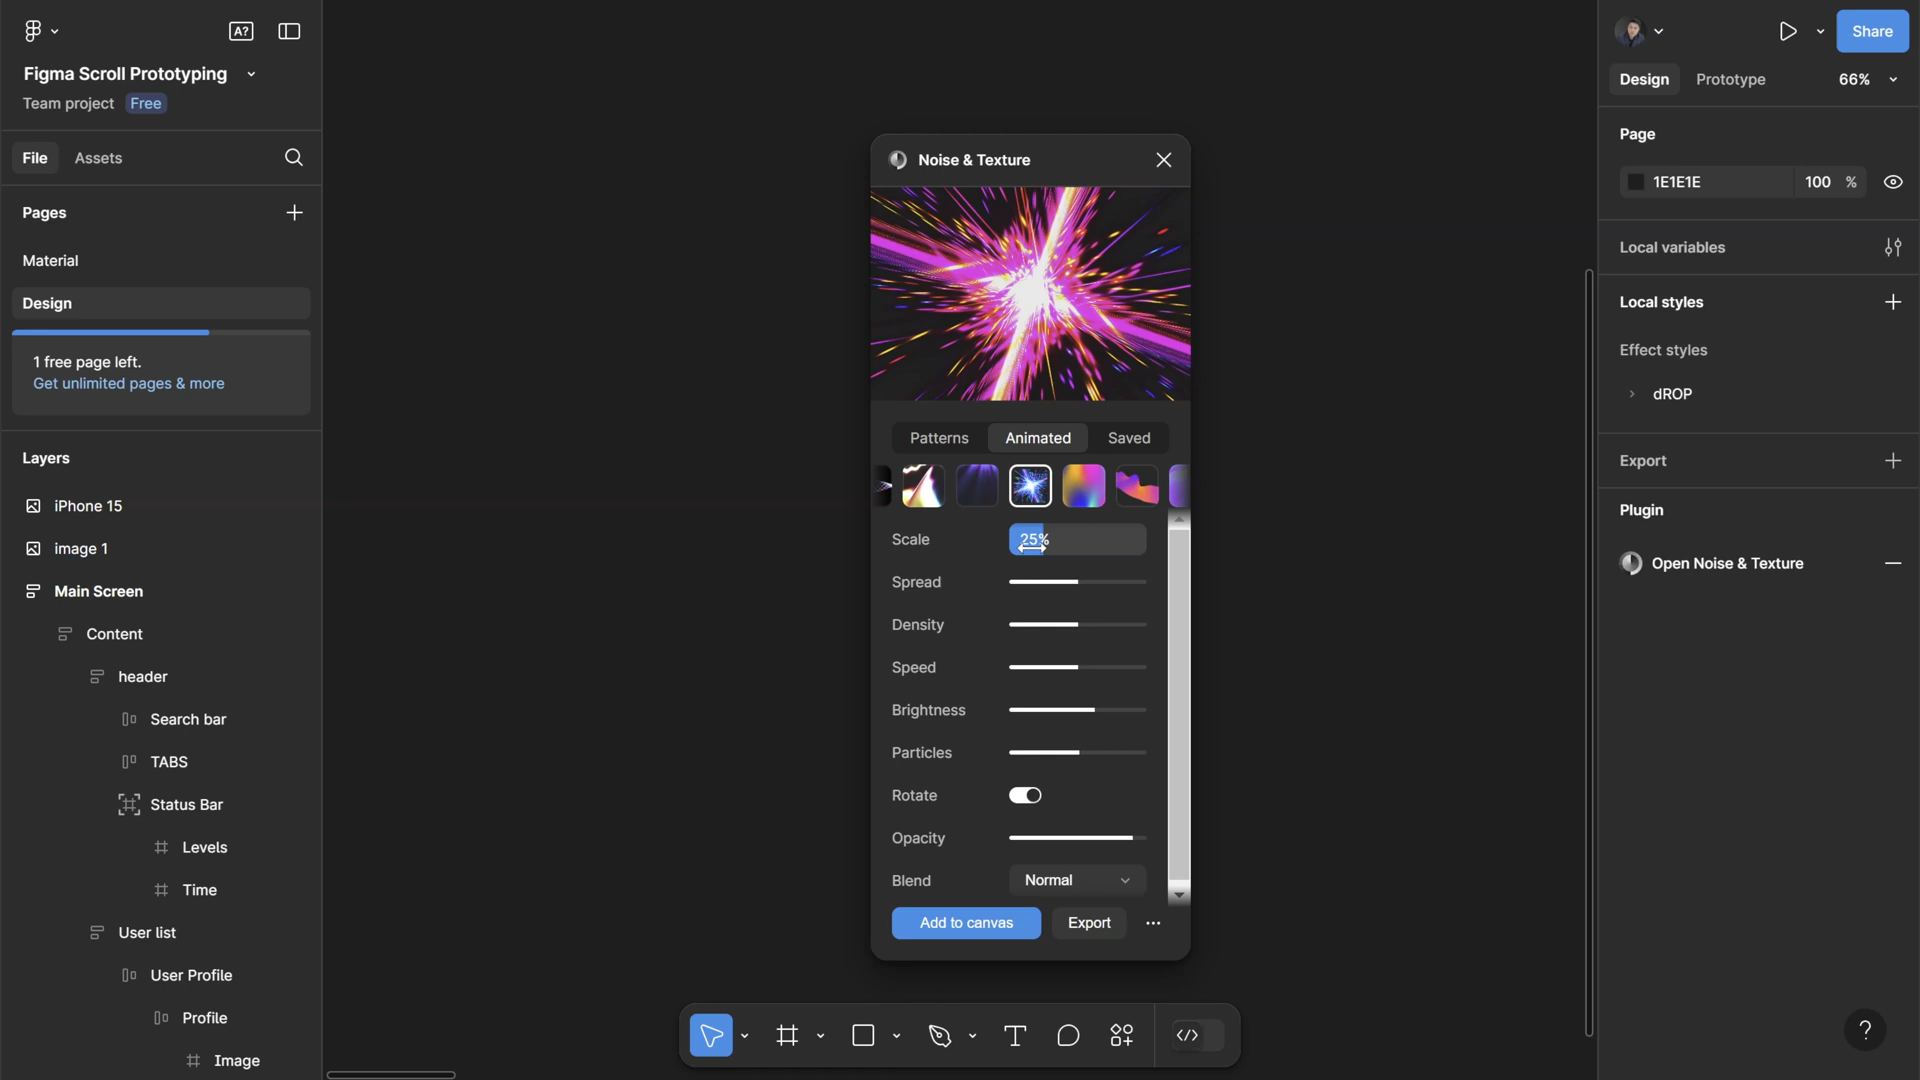 A?
Figma Scroll Prototyping
Team project Free
File Assets
Pages
Material
Design
1 free page left.
Get unlimited pages & more
Layers
iPhone 15
image 1
Main Screen
Content
header
Search bar
TABS
Status Bar
Levels
Time
User list
User Profile
Profile
Image
Noise & Texture
Patterns Animated Saved
Scale 25%
Spread
Density
Speed
Brightness
Particles
Rotate
Opacity
Blend Normal
Add to canvas Export
Share
Design Prototype 66%
Page
1E1E1E 100 %
Local variables
Local styles
Effect styles
dROP
Export
Plugin
Open Noise & Texture
?